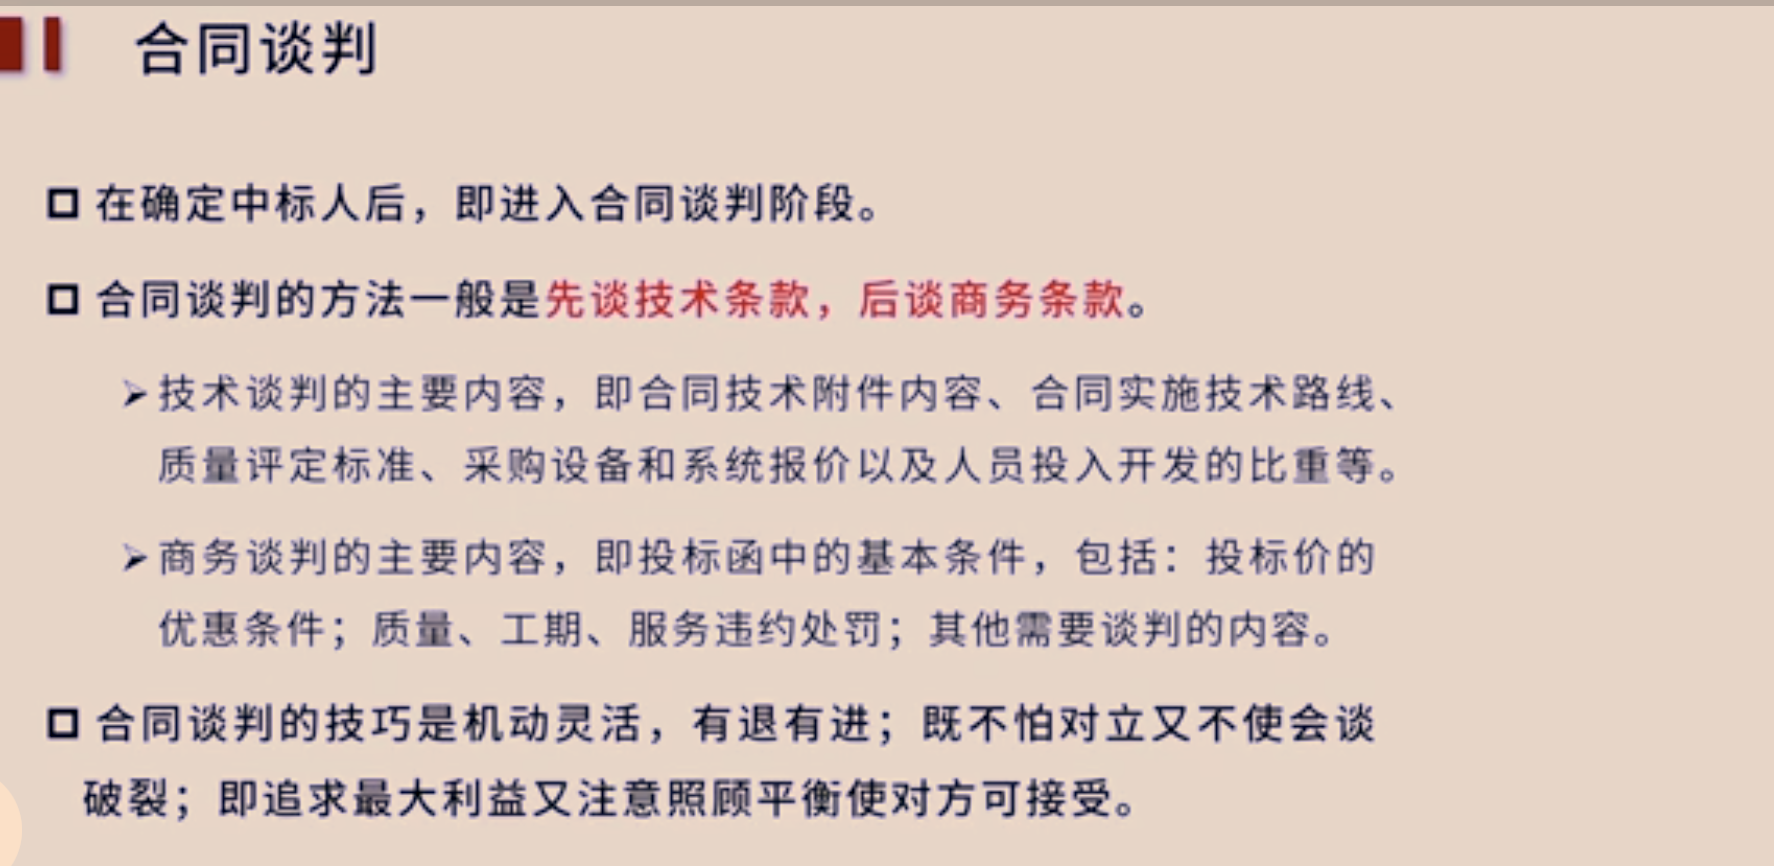 合同谈判
在确定中标人后，即进入合同谈判阶段。
合同谈判的方法一般是先谈技术条款，后谈商务条款。
技术谈判的主要内容，即合同技术附件内容、合同实施技术路线、
质量评定标准、采购设备和系统报价以及人员投入开发的比重等。
商务谈判的主要内容，即投标函中的基本条件，包括：投标价的
优惠条件；质量、工期、服务违约处罚；其他需要谈判的内容。
合同谈判的技巧是机动灵活，有退有进；既不怕对立又不使会谈
破裂；即追求最大利益又注意照顾平衡使对方可接受。